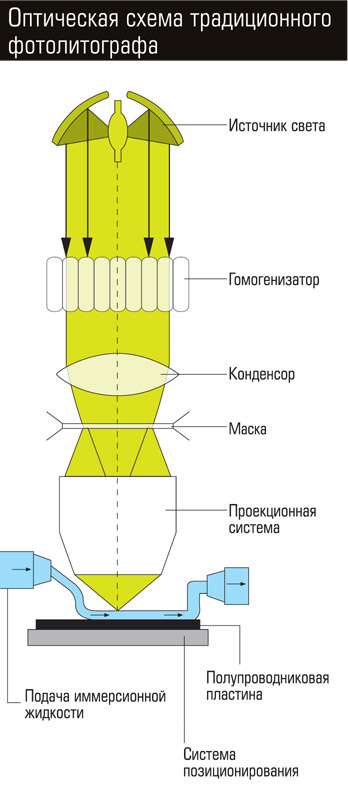 Оптическая схема традиционного
фотолитографа
Источник света
Гомогенизатор
Конденсор
Маска
Проекционная
система
Полупроводниковая
пластина
Подача иммерсионной
жидкости
Система
позиционирования